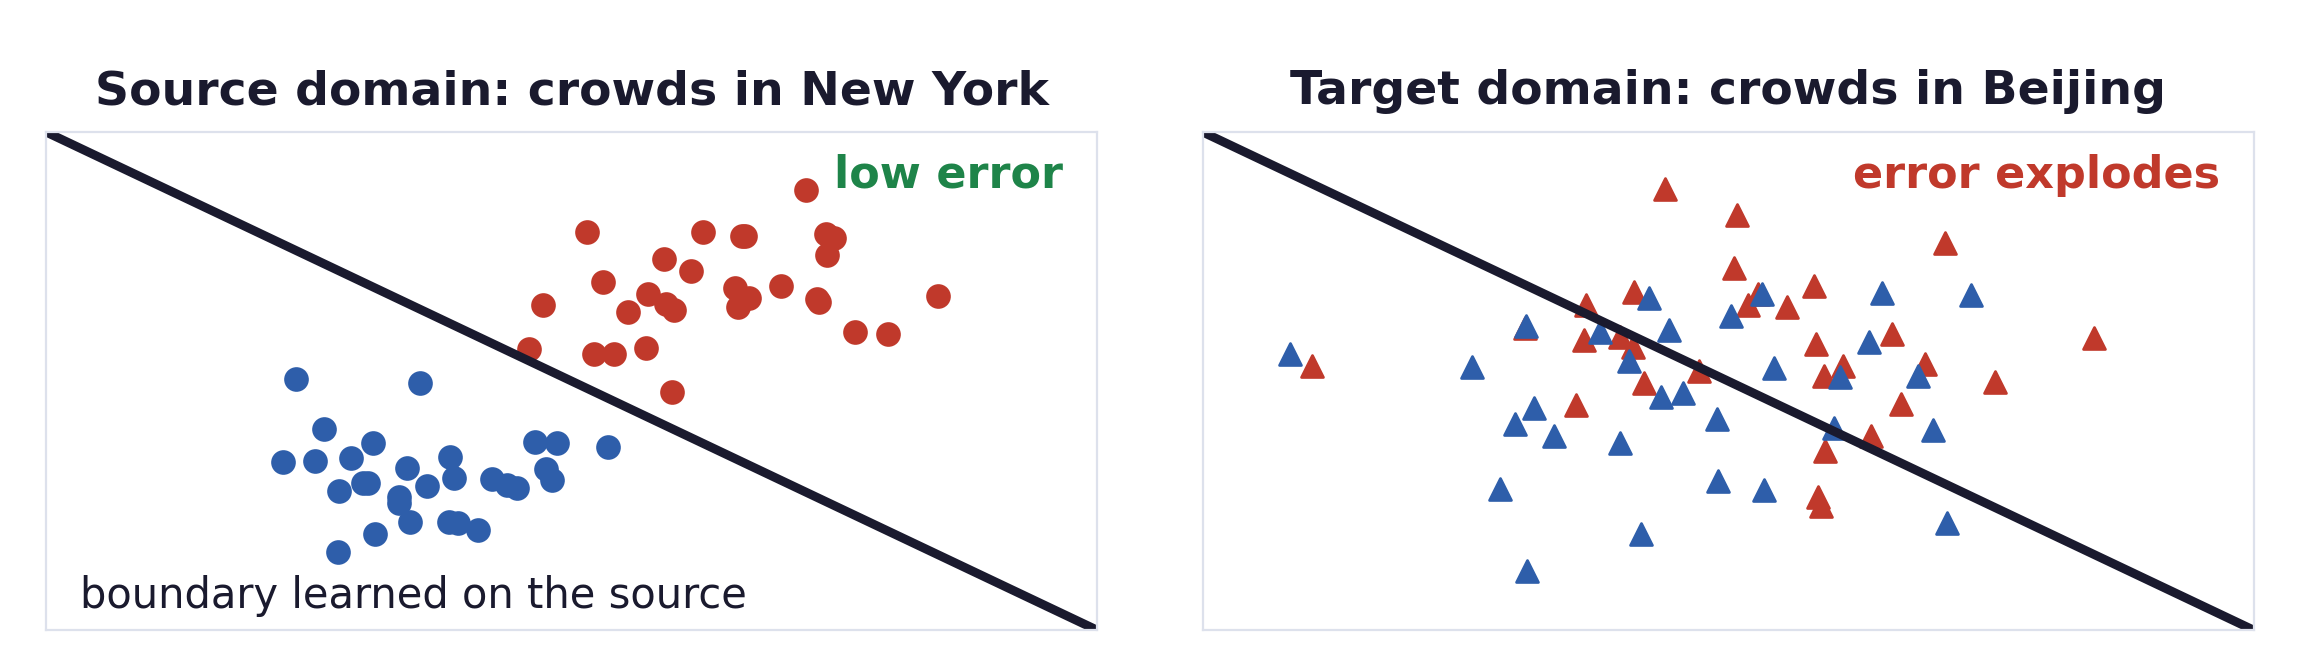 Source domain: crowds in New York
low error
boundary learned on the source
Target domain: crowds in Beijing
error explodes